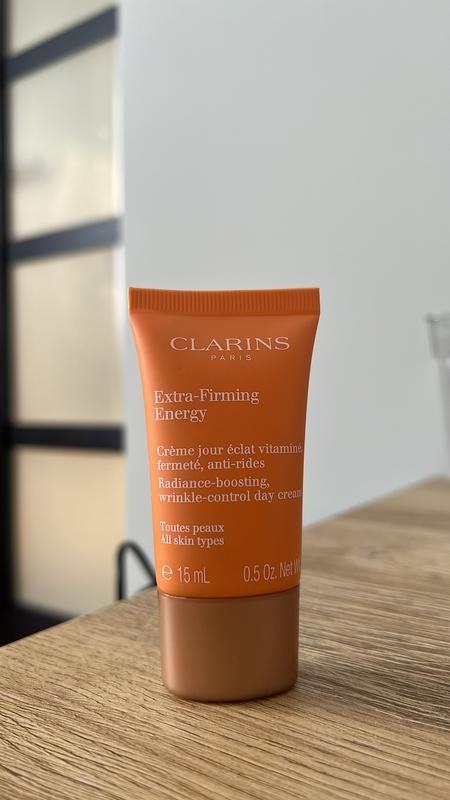 CLARINS
PARIS
Extra-Firming
Energy
Crème jour éclat vitaminé,
fermeté, anti-rides
Radiance-boosting,
wrinkle-control day cream
Toutes peaux
All skin types
℮ 15 mL 0.5 Oz. Net